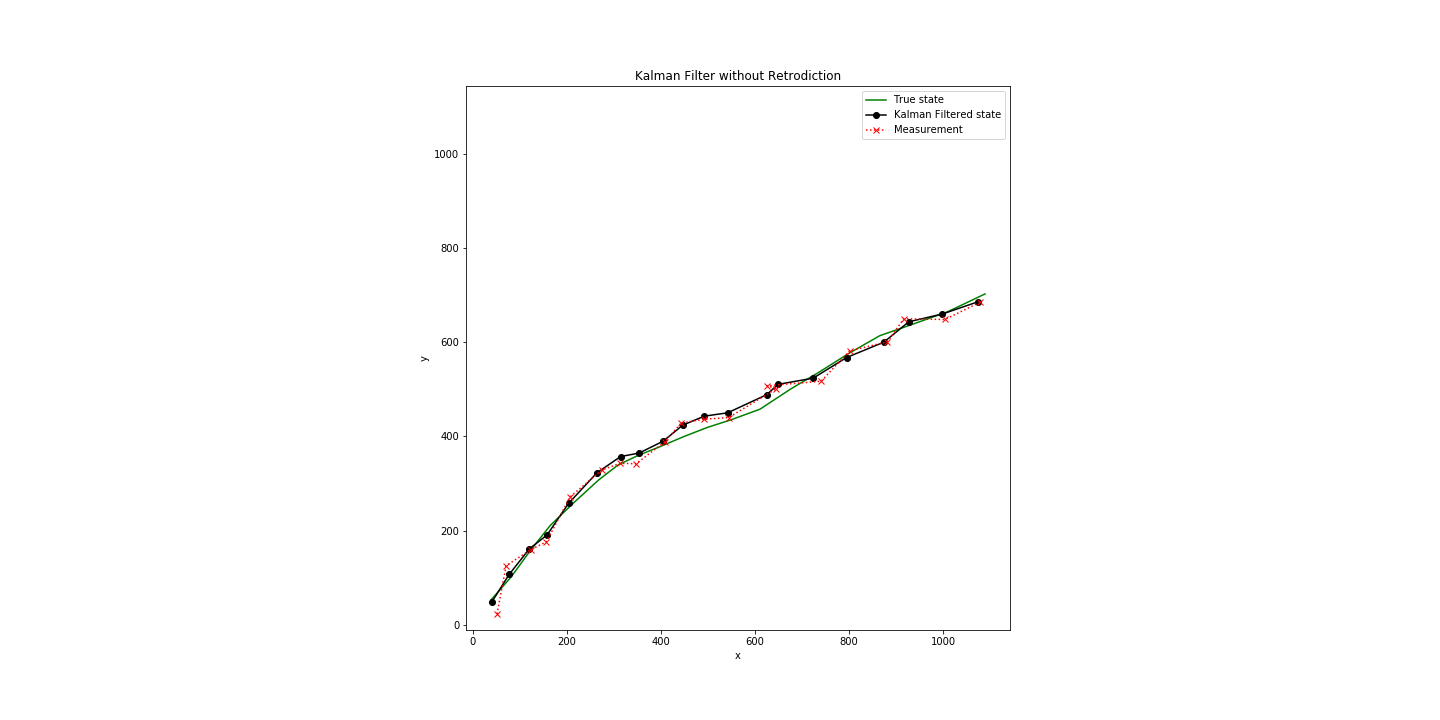 Kalman Filter without Retrodiction
True state
Kalman Filtered state
Measurement
1000
800
600
400
200
0
y
0 200 400 600 800 1000
x